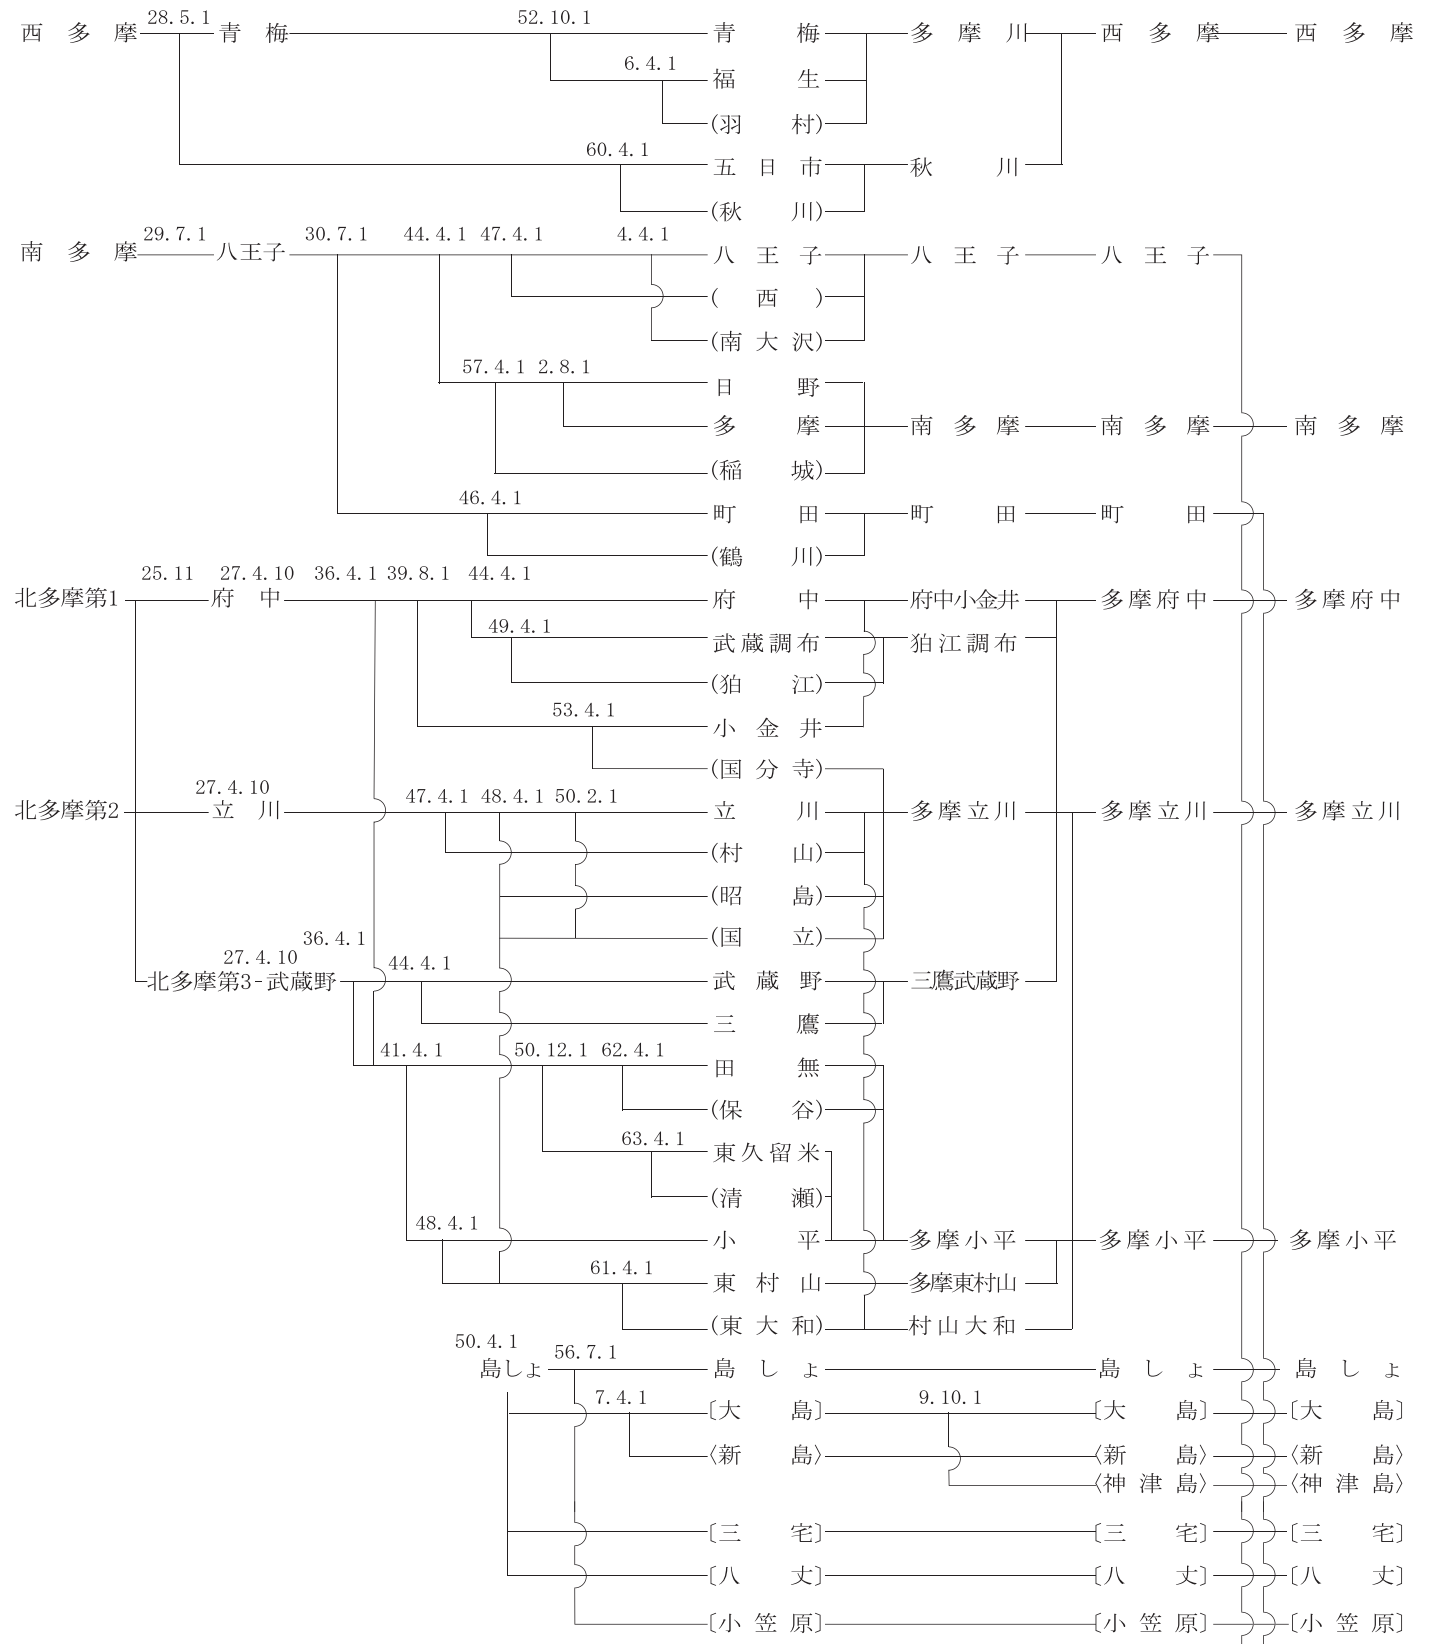 28.5.1 52.10.1
西多摩 青梅 青梅 多摩川 西多摩 西多摩
6.4.1
福生
(羽村)
60.4.1
五日市 秋川
(秋川)
29.7.1 30.7.1 44.4.1 47.4.1 4.4.1
南多摩 八王子 八王子 八王子 八王子
(西)
(南大沢)
57.4.1 2.8.1
日野
多摩 南多摩 南多摩 南多摩
(稲城)
46.4.1
町田 町田 町田
(鶴川)
25.11 27.4.10 36.4.1 39.8.1 44.4.1
北多摩第1 府中 府中 府中小金井 多摩府中 多摩府中
49.4.1
武蔵調布 狛江調布
(狛江)
53.4.1
小金井
(国分寺)
27.4.10 47.4.1 48.4.1 50.2.1
北多摩第2 立川 立川 多摩立川 多摩立川 多摩立川
(村山)
(昭島)
(国立)
36.4.1
27.4.10 44.4.1
北多摩第3 武蔵野 武蔵野 三鷹武蔵野
三鷹
41.4.1 50.12.1 62.4.1
田無
(保谷)
63.4.1
東久留米
(清瀬)
48.4.1
小平 多摩小平 多摩小平 多摩小平
61.4.1
東村山 多摩東村山
(東大和) 村山大和
50.4.1 56.7.1
島しょ 島しょ 島しょ 島しょ
7.4.1 9.10.1
〔大島〕 〔大島〕 〔大島〕
〈新島〉 〈新島〉 〈新島〉
〈神津島〉 〈神津島〉
〔三宅〕 〔三宅〕 〔三宅〕
〔八丈〕 〔八丈〕 〔八丈〕
〔小笠原〕 〔小笠原〕 〔小笠原〕